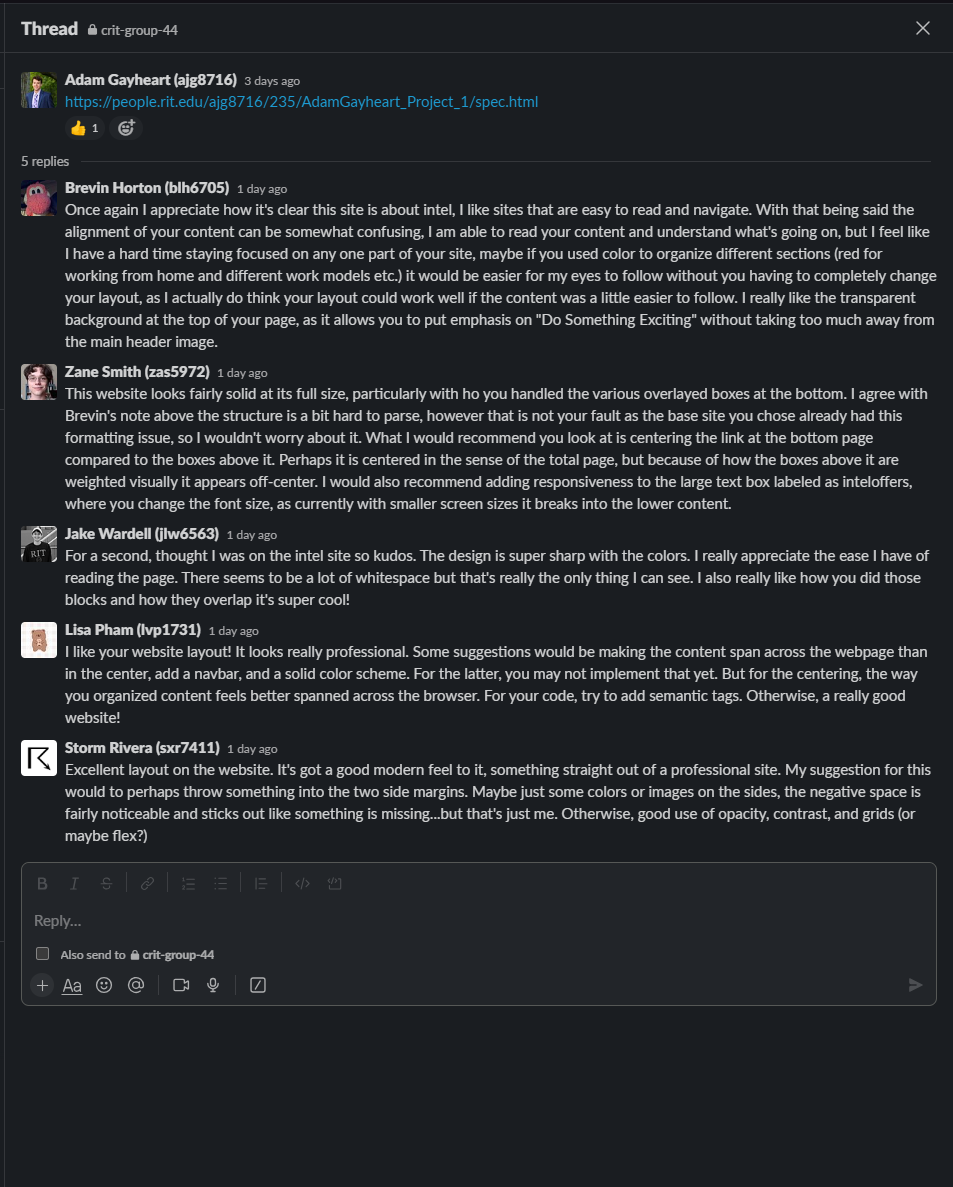 Thread crit-group-44
Adam Gayheart (ajg8716) 3 days ago
https://people.rit.edu/ajg8716/235/AdamGayheart_Project_1/spec.html
👍 1
5 replies
Brevin Horton (blh6705) 1 day ago
Once again I appreciate how it's clear this site is about intel, I like sites that are easy to read and navigate. With that being said the
alignment of your content can be somewhat confusing, I am able to read your content and understand what's going on, but I feel like
I have a hard time staying focused on any one part of your site, maybe if you used color to organize different sections (red for
working from home and different work models etc.) it would be easier for my eyes to follow without you having to completely change
your layout, as I actually do think your layout could work well if the content was a little easier to follow. I really like the transparent
background at the top of your page, as it allows you to put emphasis on "Do Something Exciting" without taking too much away from
the main header image.
Zane Smith (zas5972) 1 day ago
This website looks fairly solid at its full size, particularly with ho you handled the various overlayed boxes at the bottom. I agree with
Brevin's note above the structure is a bit hard to parse, however that is not your fault as the base site you chose already had this
formatting issue, so I wouldn't worry about it. What I would recommend you look at is centering the link at the bottom page
compared to the boxes above it. Perhaps it is centered in the sense of the total page, but because of how the boxes above it are
weighted visually it appears off-center. I would also recommend adding responsiveness to the large text box labeled as inteloffers,
where you change the font size, as currently with smaller screen sizes it breaks into the lower content.
Jake Wardell (jlw6563) 1 day ago
For a second, thought I was on the intel site so kudos. The design is super sharp with the colors. I really appreciate the ease I have of
reading the page. There seems to be a lot of whitespace but that's really the only thing I can see. I also really like how you did those
blocks and how they overlap it's super cool!
RIT
Lisa Pham (lvp1731) 1 day ago
I like your website layout! It looks really professional. Some suggestions would be making the content span across the webpage than
in the center, add a navbar, and a solid color scheme. For the latter, you may not implement that yet. But for the centering, the way
you organized content feels better spanned across the browser. For your code, try to add semantic tags. Otherwise, a really good
website!
Storm Rivera (sxr7411) 1 day ago
Excellent layout on the website. It's got a good modern feel to it, something straight out of a professional site. My suggestion for this
would to perhaps throw something into the two side margins. Maybe just some colors or images on the sides, the negative space is
fairly noticeable and sticks out like something is missing...but that's just me. Otherwise, good use of opacity, contrast, and grids (or
maybe flex?)
B I S
Reply...
Also send to crit-group-44
+ Aa @